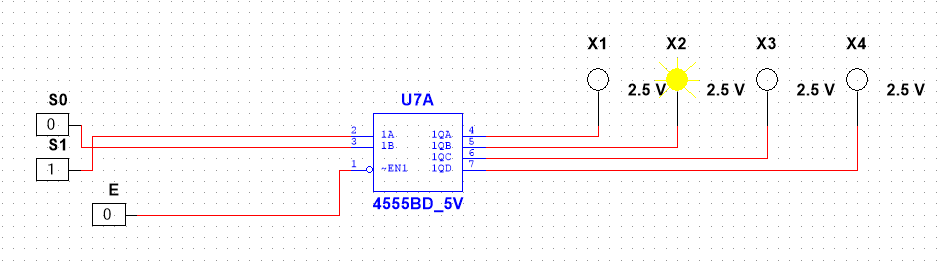 X1 X2 X3 X4
2.5 V 2.5 V 2.5 V 2.5 V
S0
0
U7A
S1
1
2 1A 1QA 4
3 1B 1QB 5
1QC 6
1 ~EN1 1QD 7
E
0
4555BD_5V